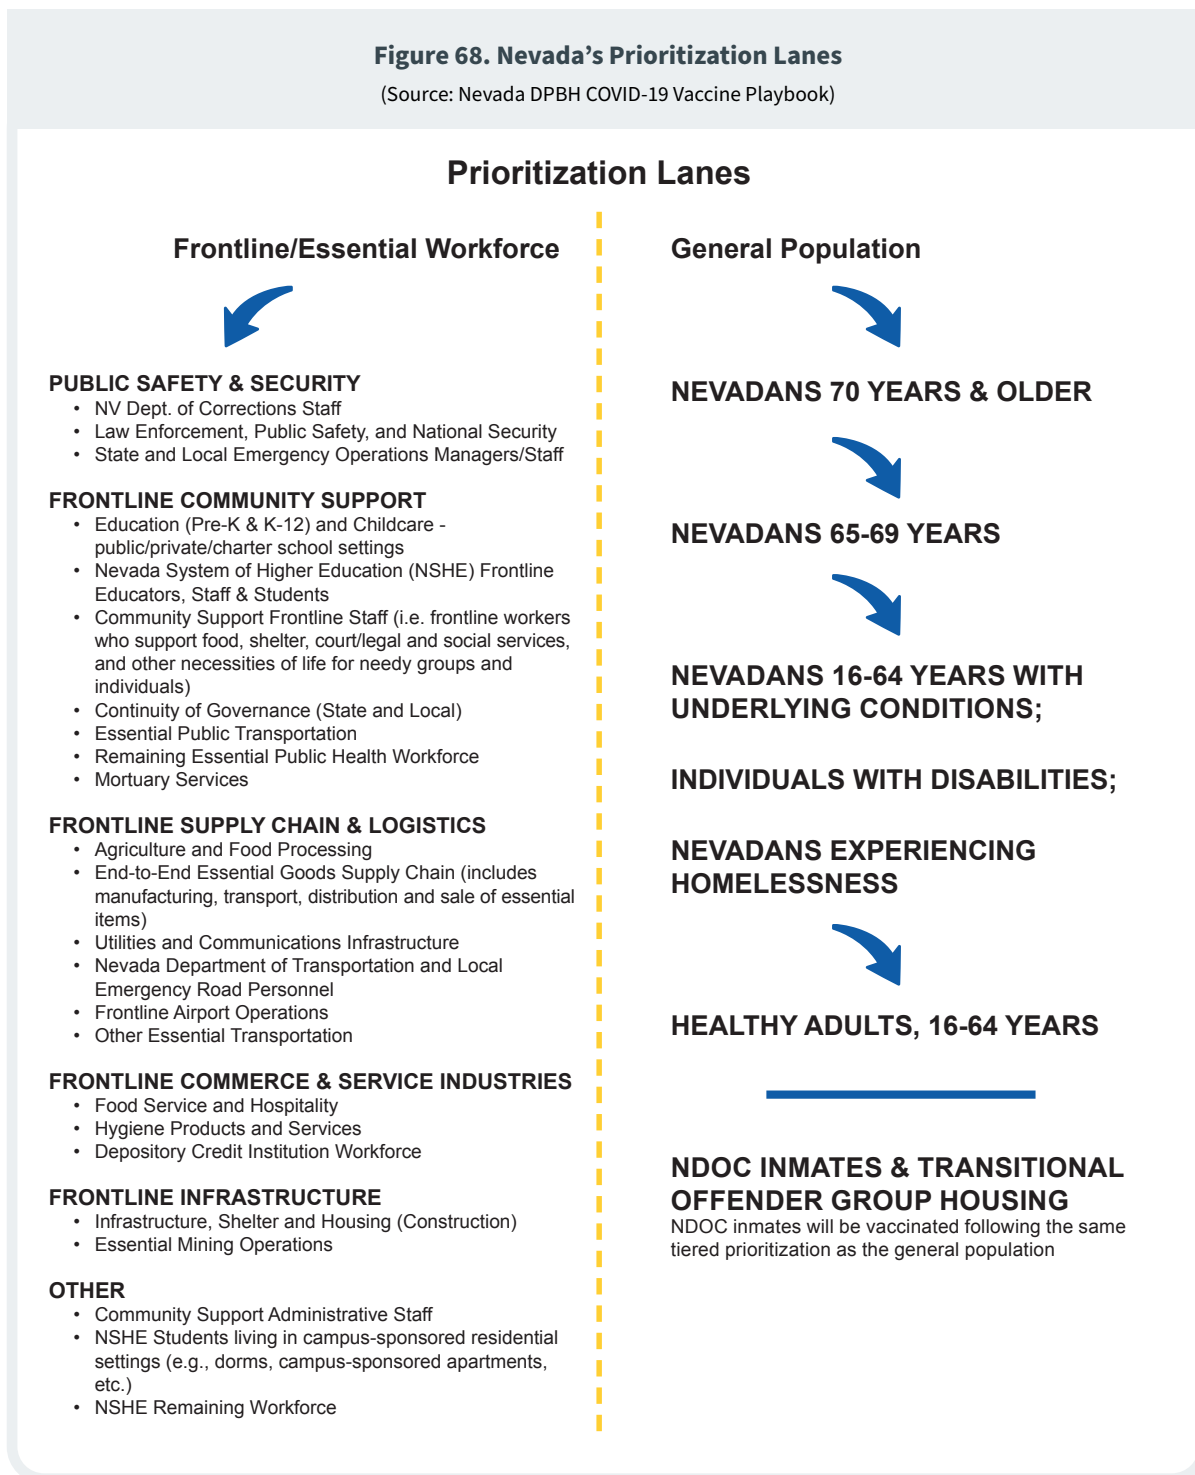 Figure 68. Nevada's Prioritization Lanes
(Source: Nevada DPBH COVID-19 Vaccine Playbook)
Prioritization Lanes
Frontline/Essential Workforce
PUBLIC SAFETY & SECURITY
• NV Dept. of Corrections Staff
• Law Enforcement, Public Safety, and National Security
• State and Local Emergency Operations Managers/Staff
FRONTLINE COMMUNITY SUPPORT
• Education (Pre-K & K-12) and Childcare -
public/private/charter school settings
• Nevada System of Higher Education (NSHE) Frontline
Educators, Staff & Students
• Community Support Frontline Staff (i.e. frontline workers
who support food, shelter, court/legal and social services,
and other necessities of life for needy groups and
individuals)
• Continuity of Governance (State and Local)
• Essential Public Transportation
• Remaining Essential Public Health Workforce
• Mortuary Services
FRONTLINE SUPPLY CHAIN & LOGISTICS
• Agriculture and Food Processing
• End-to-End Essential Goods Supply Chain (includes
manufacturing, transport, distribution and sale of essential
items)
• Utilities and Communications Infrastructure
• Nevada Department of Transportation and Local
Emergency Road Personnel
• Frontline Airport Operations
• Other Essential Transportation
FRONTLINE COMMERCE & SERVICE INDUSTRIES
• Food Service and Hospitality
• Hygiene Products and Services
• Depository Credit Institution Workforce
FRONTLINE INFRASTRUCTURE
• Infrastructure, Shelter and Housing (Construction)
• Essential Mining Operations
OTHER
• Community Support Administrative Staff
• NSHE Students living in campus-sponsored residential
settings (e.g., dorms, campus-sponsored apartments,
etc.)
• NSHE Remaining Workforce
General Population
NEVADANS 70 YEARS & OLDER
NEVADANS 65-69 YEARS
NEVADANS 16-64 YEARS WITH
UNDERLYING CONDITIONS;
INDIVIDUALS WITH DISABILITIES;
NEVADANS EXPERIENCING
HOMELESSNESS
HEALTHY ADULTS, 16-64 YEARS
NDOC INMATES & TRANSITIONAL
OFFENDER GROUP HOUSING
NDOC inmates will be vaccinated following the same
tiered prioritization as the general population